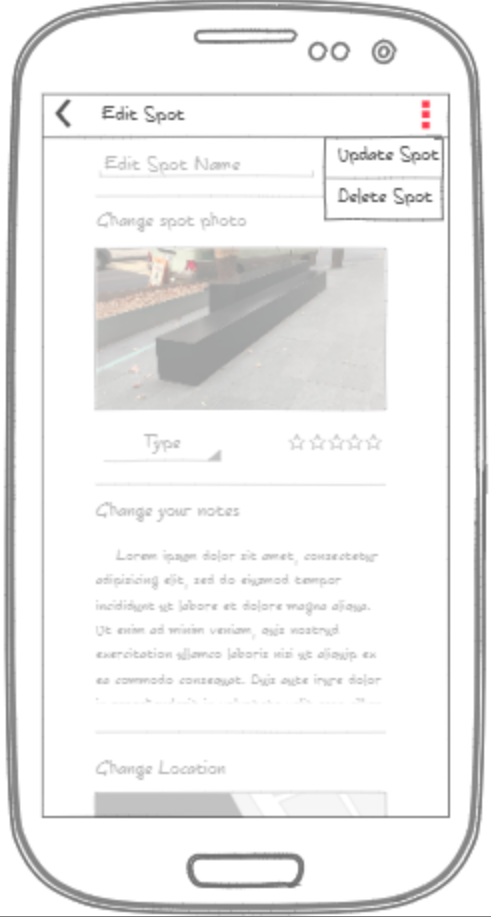 Edit Spot
Update Spot
Delete Spot
Edit Spot Name
Change spot photo
Type
Change your notes
Lorem ipsum dolor sit amet, consectetur
adipisicing elit, sed do eiusmod tempor
incididunt ut labore et dolore magna aliqua.
Ut enim ad minim veniam, quis nostrud
exercitation ullamco laboris nisi ut aliquip ex
ea commodo consequat. Duis aute irure dolor
Change Location